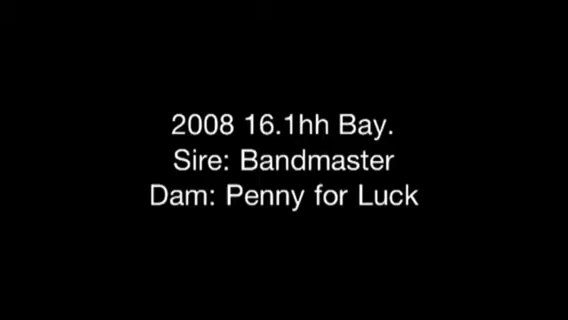 2008 16.1hh Bay.
Sire: Bandmaster
Dam: Penny for Luck